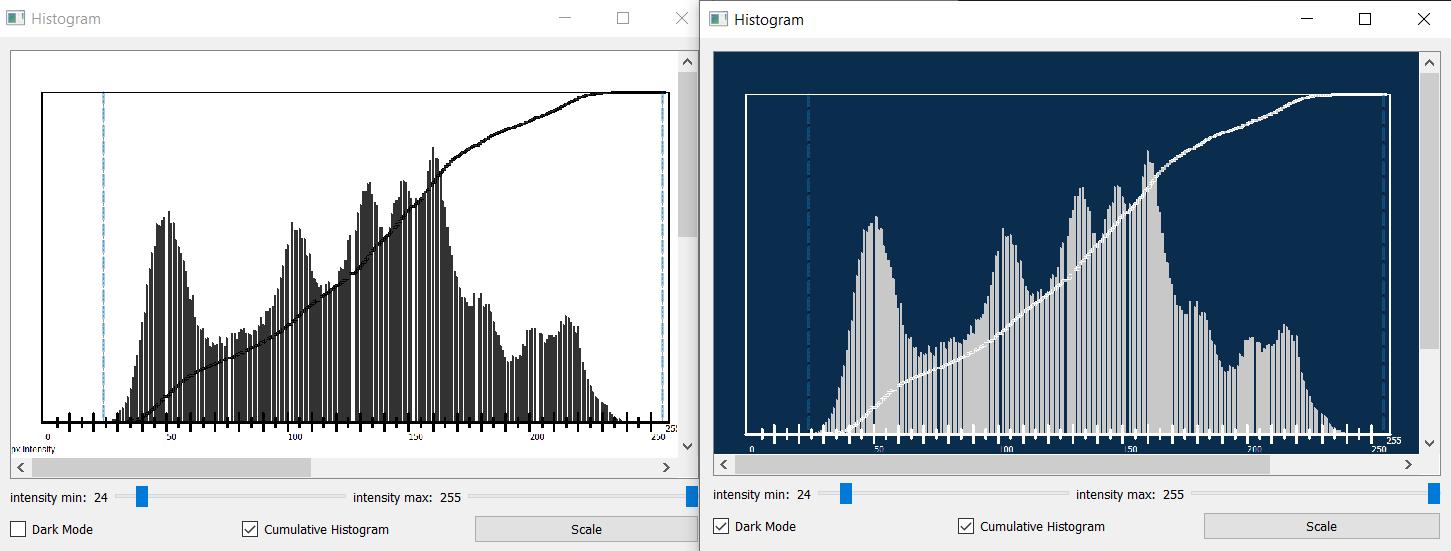 Histogram
255
0 50 100 150 200 250
px intensity
intensity min: 24 intensity max: 255
Dark Mode Cumulative Histogram Scale
Histogram
255
0 50 100 150 200 250
intensity min: 24 intensity max: 255
Dark Mode Cumulative Histogram Scale